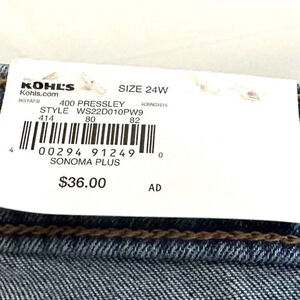 KOHL'S SIZE 24W
Kohls.com
400 PRESSLEY
STYLE WS22D010PW9
414 80 82
4 00294 91249 0
SONOMA PLUS
$36.00 AD